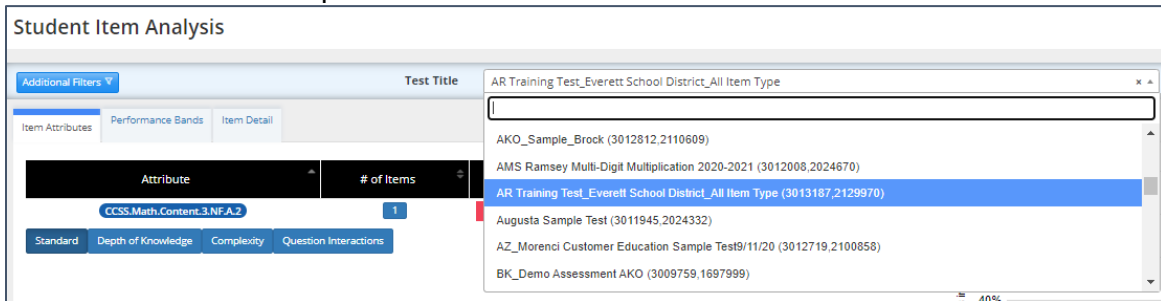 Student Item Analysis
Additional Filters
Test Title
AR Training Test_Everett School District_All Item Type
Item Attributes
Performance Bands
Item Detail
AKO_Sample_Brock (3012812,2110609)
AMS Ramsey Multi-Digit Multiplication 2020-2021 (3012008,2024670)
Attribute
# of Items
AR Training Test_Everett School District_All Item Type (3013187,2129970)
CCSS.Math.Content.3.NF.A.2
1
Augusta Sample Test (3011945,2024332)
Standard
Depth of Knowledge
Complexity
Question Interactions
AZ_Morenci Customer Education Sample Test9/11/20 (3012719,2100858)
BK_Demo Assessment AKO (3009759,1697999)
40%